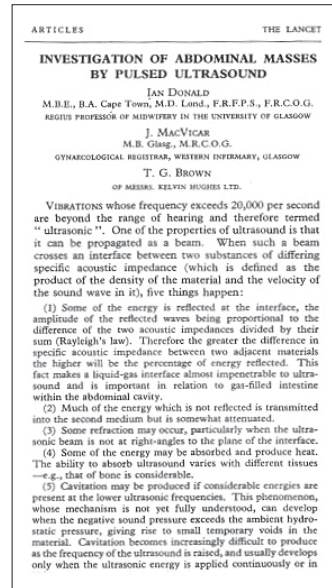 ARTICLES THE LANCET
INVESTIGATION OF ABDOMINAL MASSES
BY PULSED ULTRASOUND
IAN DONALD
M.B.E., B.A. Cape Town, M.D. Lond., F.R.F.P.S., F.R.C.O.G.
REGIUS PROFESSOR OF MIDWIFERY IN THE UNIVERSITY OF GLASGOW
J. MACVICAR
M.B. Glasg., M.R.C.O.G.
GYNÆCOLOGICAL REGISTRAR, WESTERN INFIRMARY, GLASGOW
T. G. BROWN
OF MESSRS. KELVIN HUGHES LTD.
VIBRATIONS whose frequency exceeds 20,000 per second
are beyond the range of hearing and therefore termed
“ ultrasonic ”. One of the properties of ultrasound is that
it can be propagated as a beam. When such a beam
crosses an interface between two substances of differing
specific acoustic impedance (which is defined as the
product of the density of the material and the velocity of
the sound wave in it), five things happen:
(1) Some of the energy is reflected at the interface, the
amplitude of the reflected waves being proportional to the
difference of the two acoustic impedances divided by their
sum (Rayleigh's law). Therefore the greater the difference in
specific acoustic impedance between two adjacent materials
the higher will be the percentage of energy reflected. This
fact makes a liquid-gas interface almost impenetrable to ultra-
sound and is important in relation to gas-filled intestine
within the abdominal cavity.
(2) Much of the energy which is not reflected is transmitted
into the second medium but is somewhat attenuated.
(3) Some refraction may occur, particularly when the ultra-
sonic beam is not at right-angles to the plane of the interface.
(4) Some of the energy may be absorbed and produce heat.
The ability to absorb ultrasound varies with different tissues
—e.g., that of bone is considerable.
(5) Cavitation may be produced if considerable energies are
present at the lower ultrasonic frequencies. This phenomenon,
whose mechanism is not yet fully understood, can develop
when the negative sound pressure exceeds the ambient hydro-
static pressure, giving rise to small temporary voids in the
material. Cavitation becomes increasingly difficult to produce
as the frequency of the ultrasound is raised, and usually develops
only when the ultrasonic energy is applied continuously or in